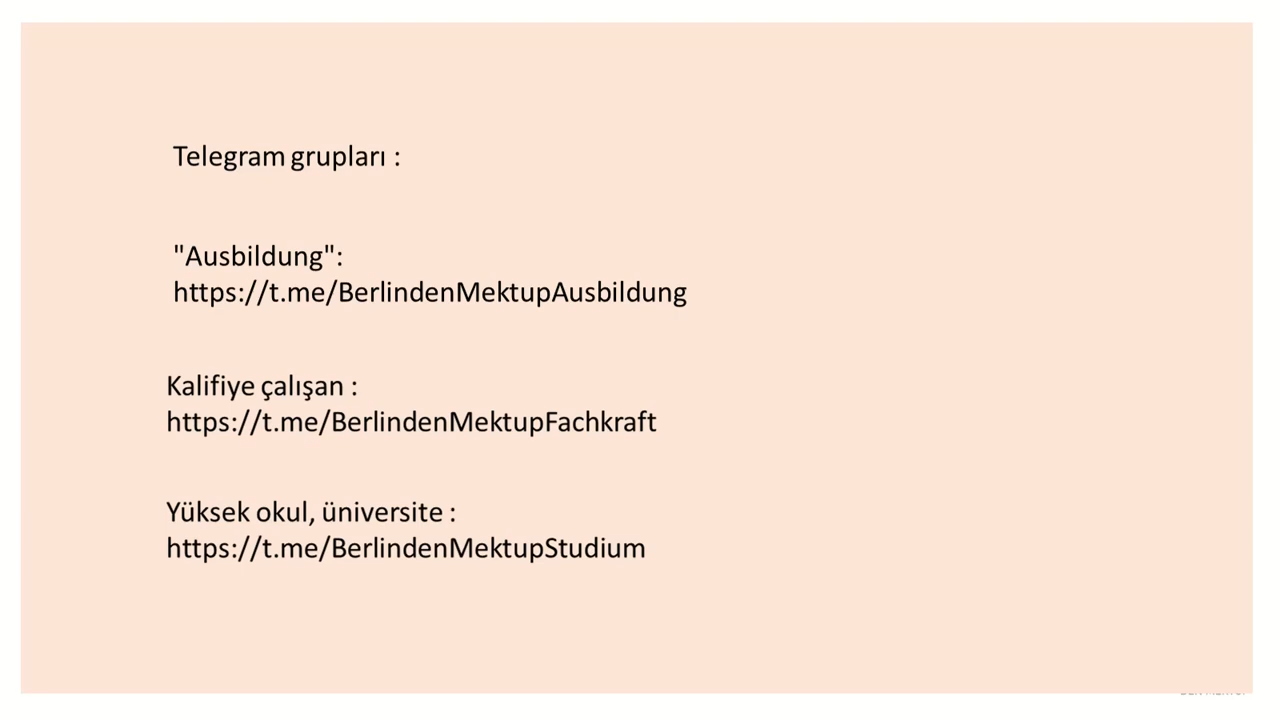 Telegram grupları :
"Ausbildung":
https://t.me/BerlindenMektupAusbildung
Kalifiye çalışan :
https://t.me/BerlindenMektupFachkraft
Yüksek okul, üniversite :
https://t.me/BerlindenMektupStudium